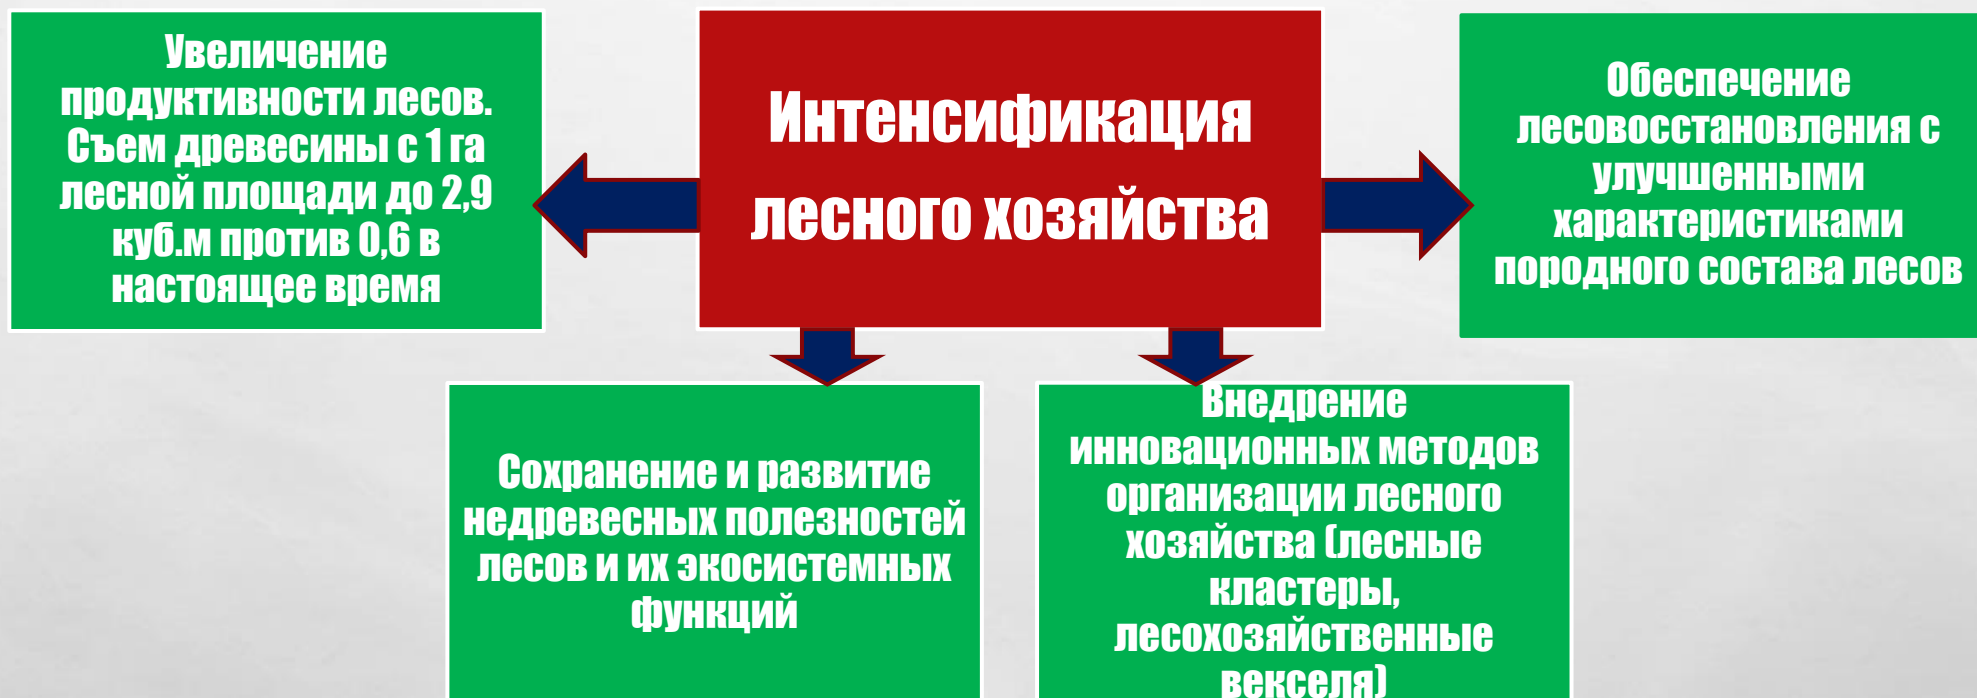 Увеличение
продуктивности лесов.
Съем древесины с 1 га
лесной площади до 2,9
куб.м против 0,6 в
настоящее время
Интенсификация
лесного хозяйства
Обеспечение
лесовосстановления с
улучшенными
характеристиками
породного состава лесов
Сохранение и развитие
недревесных полезностей
лесов и их экосистемных
функций
Внедрение
инновационных методов
организации лесного
хозяйства (лесные
кластеры,
лесохозяйственные
векселя)